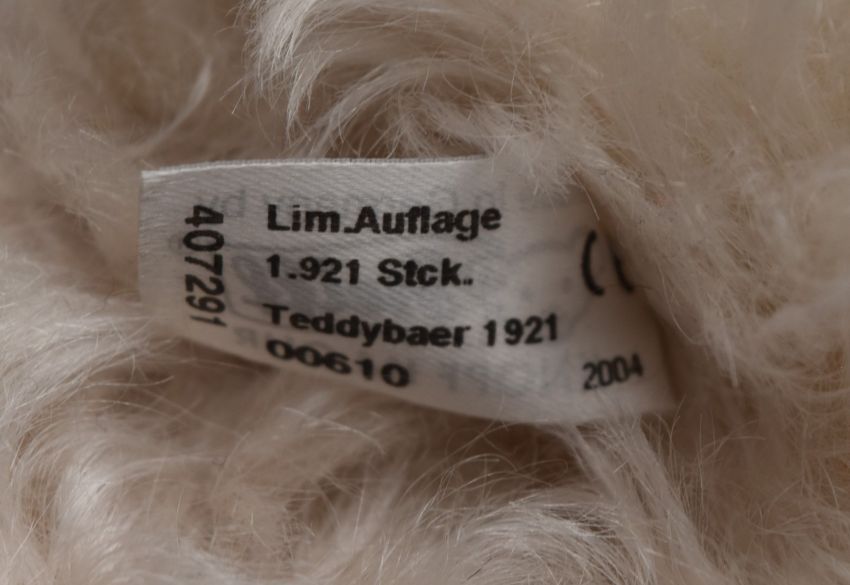 407291
Lim.Auflage
1.921 Stck.
Teddybaer 1921
00610
2004